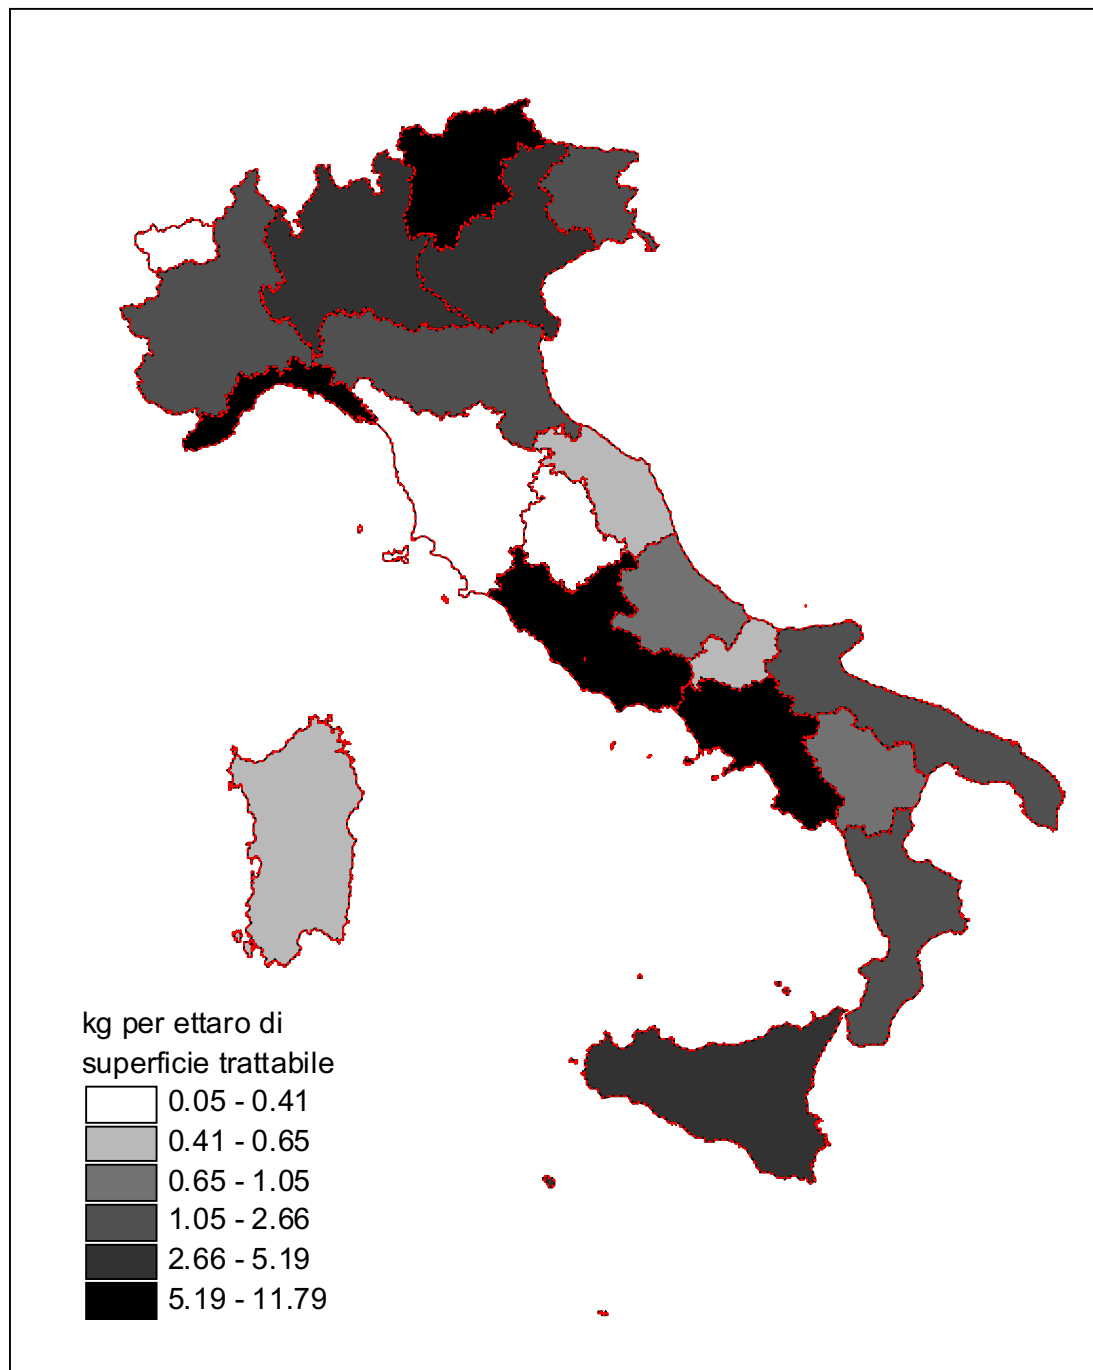 kg per ettaro di
superficie trattabile
0.05 - 0.41
0.41 - 0.65
0.65 - 1.05
1.05 - 2.66
2.66 - 5.19
5.19 - 11.79